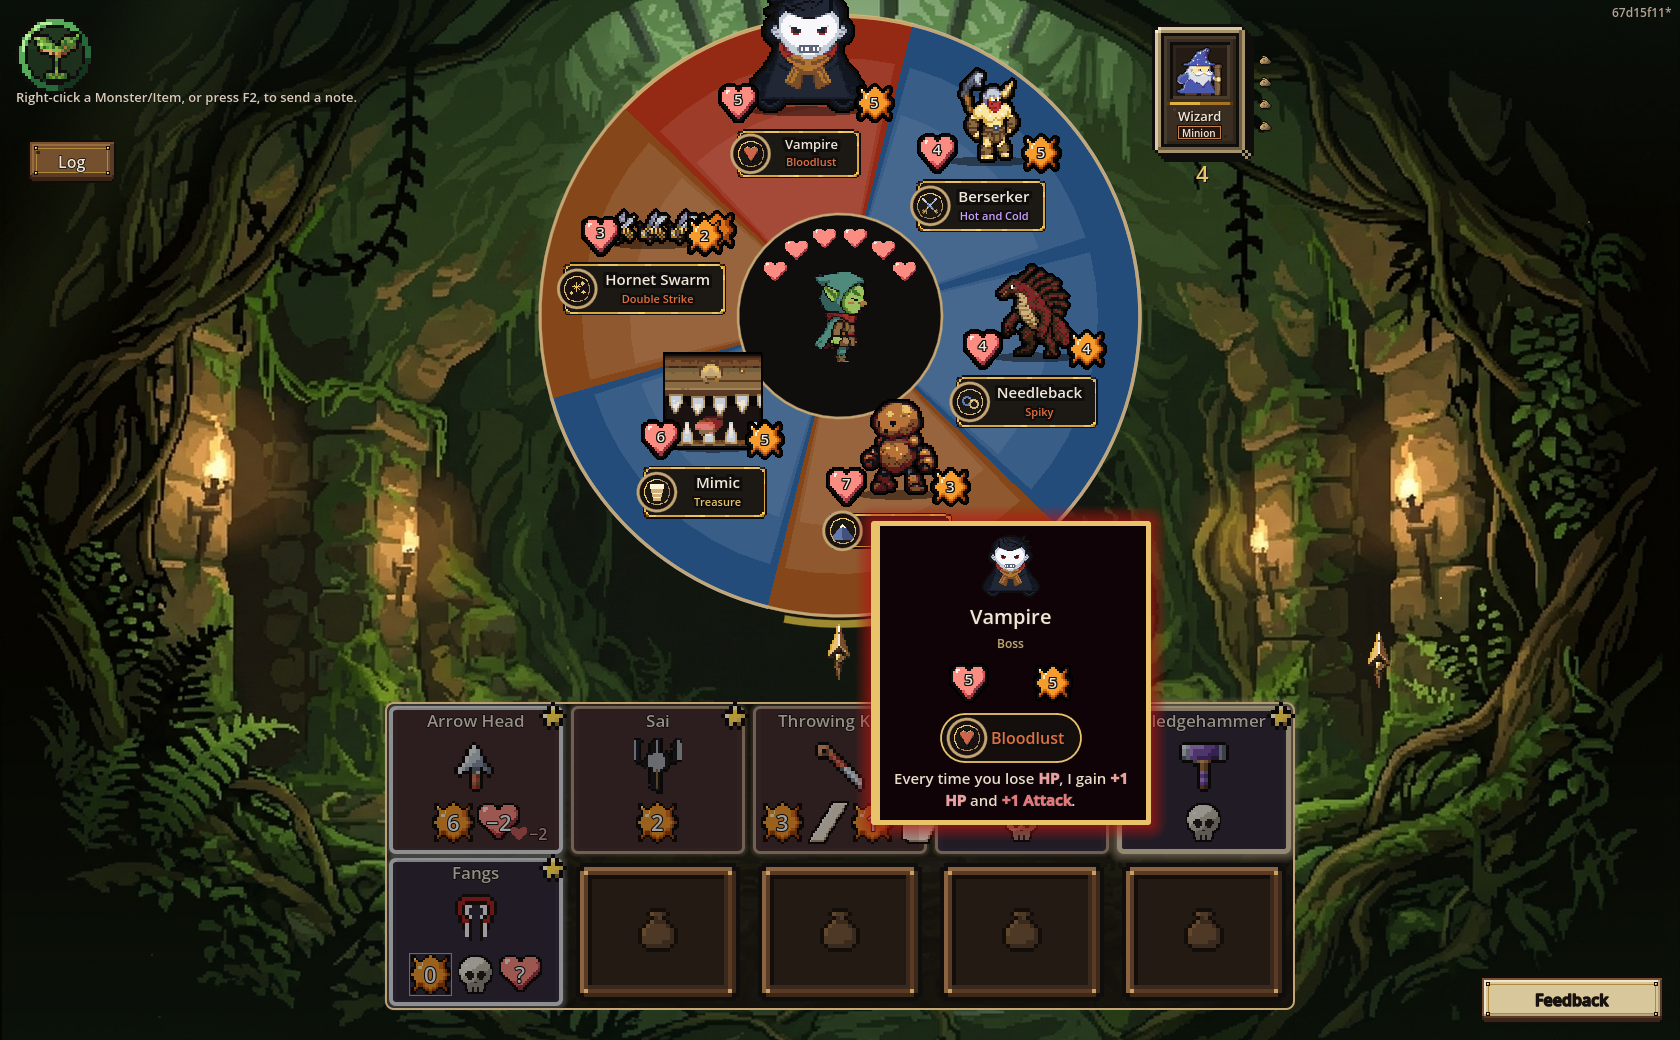 67d15f11*
Right-click a Monster/Item, or press F2, to send a note.
Log
5
5
Vampire
Bloodlust
4
5
Berserker
Hot and Cold
Wizard
Minion
4
3
2
Hornet Swarm
Double Strike
4
4
Needleback
Spiky
6
5
Mimic
Treasure
7
3
Vampire
Boss
5
5
Bloodlust
Every time you lose HP, I gain +1
HP and +1 Attack.
Arrow Head
6
-2
-2
Sai
2
Throwing K
3
ledgehammer
Fangs
0
?
Feedback